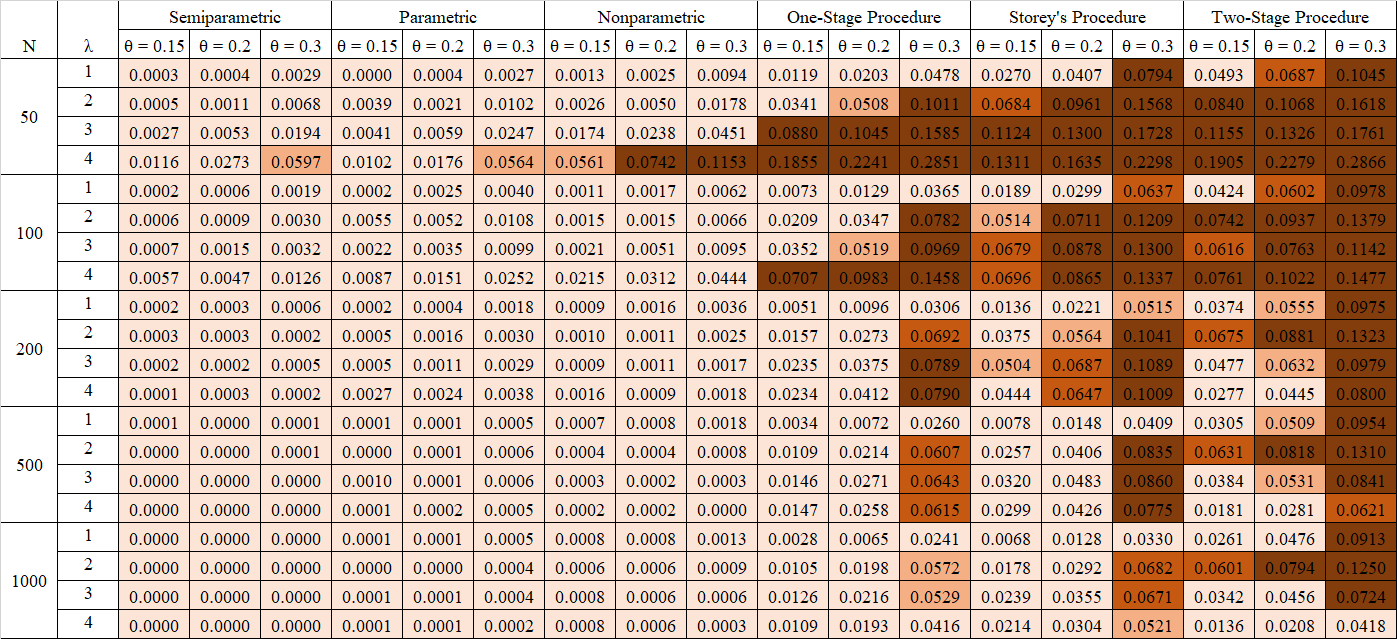 Semiparametric Parametric Nonparametric One-Stage Procedure Storey's Procedure Two-Stage Procedure
N λ θ = 0.15 θ = 0.2 θ = 0.3 θ = 0.15 θ = 0.2 θ = 0.3 θ = 0.15 θ = 0.2 θ = 0.3 θ = 0.15 θ = 0.2 θ = 0.3 θ = 0.15 θ = 0.2 θ = 0.3 θ = 0.15 θ = 0.2 θ = 0.3
50 1 0.0003 0.0004 0.0029 0.0000 0.0004 0.0027 0.0013 0.0025 0.0094 0.0119 0.0203 0.0478 0.0270 0.0407 0.0794 0.0493 0.0687 0.1045
2 0.0005 0.0011 0.0068 0.0039 0.0021 0.0102 0.0026 0.0050 0.0178 0.0341 0.0508 0.1011 0.0684 0.0961 0.1568 0.0840 0.1068 0.1618
3 0.0027 0.0053 0.0194 0.0041 0.0059 0.0247 0.0174 0.0238 0.0451 0.0880 0.1045 0.1585 0.1124 0.1300 0.1728 0.1155 0.1326 0.1761
4 0.0116 0.0273 0.0597 0.0102 0.0176 0.0564 0.0561 0.0742 0.1153 0.1855 0.2241 0.2851 0.1311 0.1635 0.2298 0.1905 0.2279 0.2866
100 1 0.0002 0.0006 0.0019 0.0002 0.0025 0.0040 0.0011 0.0017 0.0062 0.0073 0.0129 0.0365 0.0189 0.0299 0.0637 0.0424 0.0602 0.0978
2 0.0006 0.0009 0.0030 0.0055 0.0052 0.0108 0.0015 0.0015 0.0066 0.0209 0.0347 0.0782 0.0514 0.0711 0.1209 0.0742 0.0937 0.1379
3 0.0007 0.0015 0.0032 0.0022 0.0035 0.0099 0.0021 0.0051 0.0095 0.0352 0.0519 0.0969 0.0679 0.0878 0.1300 0.0616 0.0763 0.1142
4 0.0057 0.0047 0.0126 0.0087 0.0151 0.0252 0.0215 0.0312 0.0444 0.0707 0.0983 0.1458 0.0696 0.0865 0.1337 0.0761 0.1022 0.1477
200 1 0.0002 0.0003 0.0006 0.0002 0.0004 0.0018 0.0009 0.0016 0.0036 0.0051 0.0096 0.0306 0.0136 0.0221 0.0515 0.0374 0.0555 0.0975
2 0.0003 0.0003 0.0002 0.0005 0.0016 0.0030 0.0010 0.0011 0.0025 0.0157 0.0273 0.0692 0.0375 0.0564 0.1041 0.0675 0.0881 0.1323
3 0.0002 0.0002 0.0005 0.0005 0.0011 0.0029 0.0009 0.0011 0.0017 0.0235 0.0375 0.0789 0.0504 0.0687 0.1089 0.0477 0.0632 0.0979
4 0.0001 0.0003 0.0002 0.0027 0.0024 0.0038 0.0016 0.0009 0.0018 0.0234 0.0412 0.0790 0.0444 0.0647 0.1009 0.0277 0.0445 0.0800
500 1 0.0001 0.0000 0.0001 0.0001 0.0001 0.0005 0.0007 0.0008 0.0018 0.0034 0.0072 0.0260 0.0078 0.0148 0.0409 0.0305 0.0509 0.0954
2 0.0000 0.0000 0.0001 0.0000 0.0001 0.0006 0.0004 0.0004 0.0008 0.0109 0.0214 0.0607 0.0257 0.0406 0.0835 0.0631 0.0818 0.1310
3 0.0000 0.0000 0.0000 0.0010 0.0001 0.0006 0.0003 0.0002 0.0003 0.0146 0.0271 0.0643 0.0320 0.0483 0.0860 0.0384 0.0531 0.0841
4 0.0000 0.0000 0.0000 0.0001 0.0002 0.0005 0.0002 0.0002 0.0000 0.0147 0.0258 0.0615 0.0299 0.0426 0.0775 0.0181 0.0281 0.0621
1000 1 0.0000 0.0000 0.0000 0.0001 0.0001 0.0005 0.0008 0.0008 0.0013 0.0028 0.0065 0.0241 0.0068 0.0128 0.0330 0.0261 0.0476 0.0913
2 0.0000 0.0000 0.0000 0.0000 0.0000 0.0004 0.0006 0.0006 0.0009 0.0105 0.0198 0.0572 0.0178 0.0292 0.0682 0.0601 0.0794 0.1250
3 0.0000 0.0000 0.0000 0.0001 0.0001 0.0004 0.0008 0.0006 0.0006 0.0126 0.0216 0.0529 0.0239 0.0355 0.0671 0.0342 0.0456 0.0724
4 0.0000 0.0000 0.0000 0.0001 0.0001 0.0002 0.0008 0.0006 0.0003 0.0109 0.0193 0.0416 0.0214 0.0304 0.0521 0.0136 0.0208 0.0418